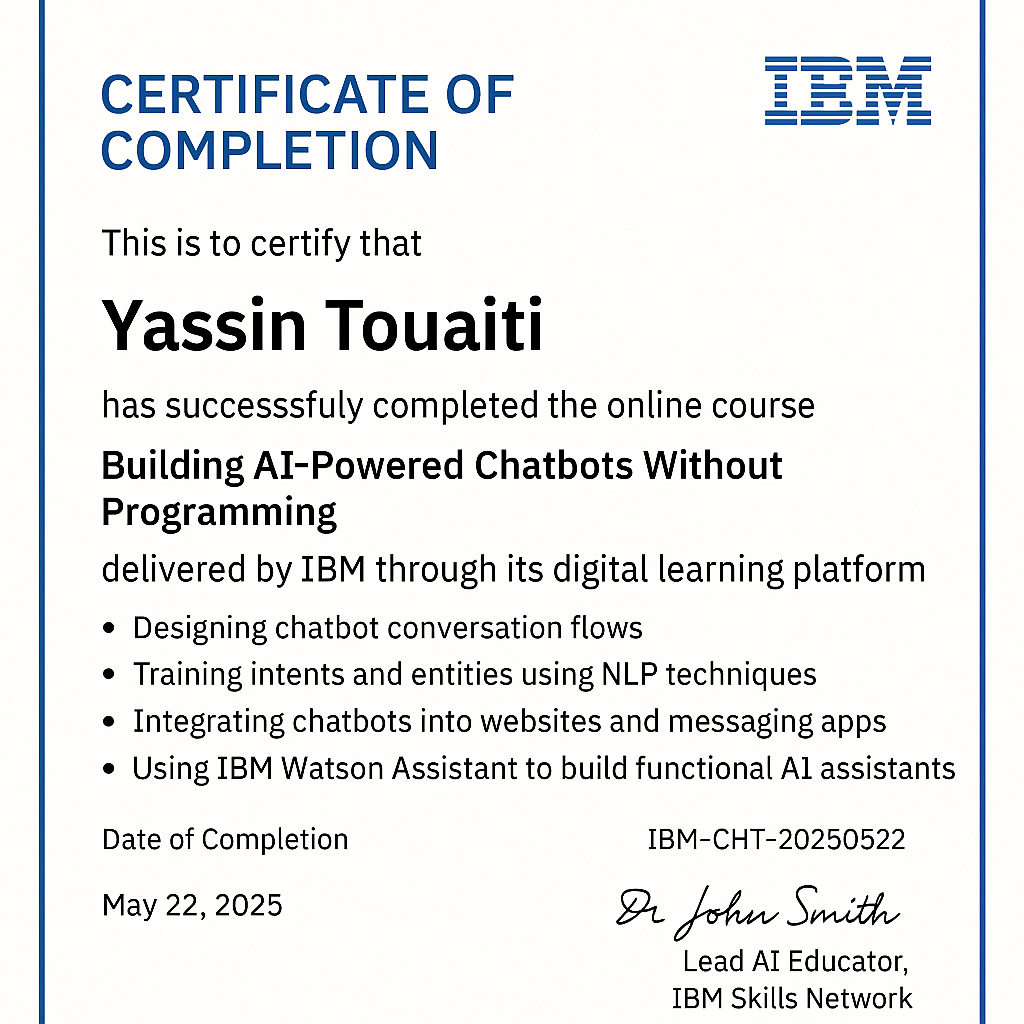 CERTIFICATE OF
COMPLETION
IBM
This is to certify that
Yassin Touaiti
has successsfuly completed the online course
Building AI-Powered Chatbots Without
Programming
delivered by IBM through its digital learning platform
• Designing chatbot conversation flows
• Training intents and entities using NLP techniques
• Integrating chatbots into websites and messaging apps
• Using IBM Watson Assistant to build functional A1 assistants
Date of Completion
IBM-CHT-20250522
May 22, 2025
Dr John Smith
Lead AI Educator,
IBM Skills Network